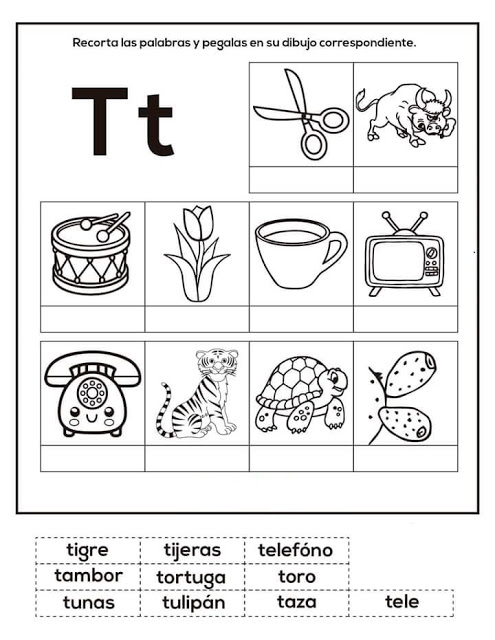 Recorta las palabras y pegalas en su dibujo correspondiente.
Tt
tigre tijeras telefóno
tambor tortuga toro
tunas tulipán taza tele